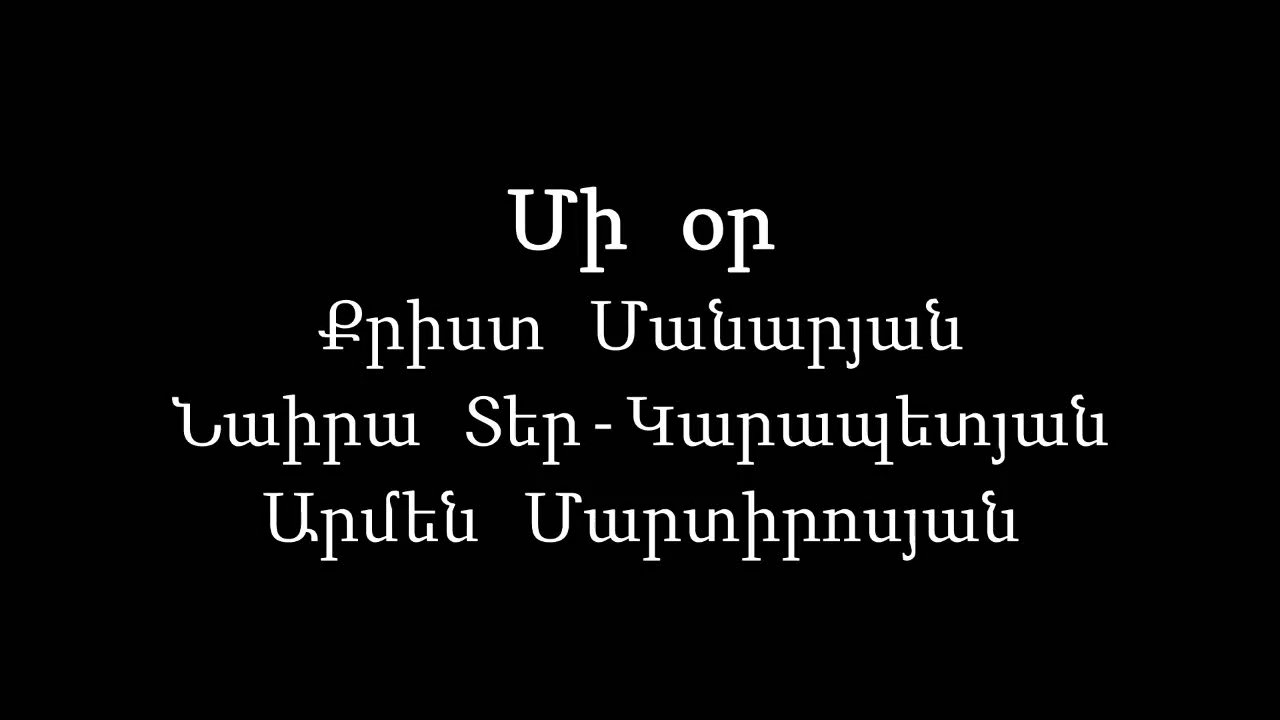 Մի օր
Քրիստ Մանարյան
Նաիրա Տեր-Կարապետյան
Արմեն Մարտիրոսյան